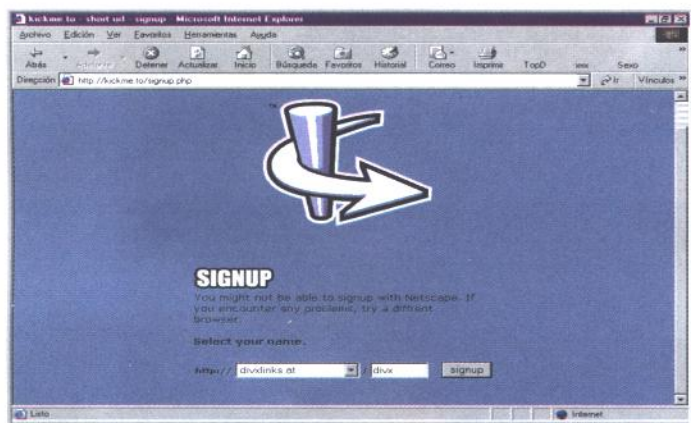 kickme to - short url - signup - Microsoft Internet Explorer
Archivo Edición Ver Favoritos Herramientas Ayuda
Atrás Adelante Detener Actualizar Inicio Búsqueda Favoritos Historial Correo Imprimir TopD Sexo
Dirección http://kickme.to/signup.php Ir Vínculos »
SIGNUP
You might not be able to signup with Netscape. If
you encounter any problems, try a diffrent
browser.
Select your name.
http:// divxlinks.at / divx signup
Listo Internet